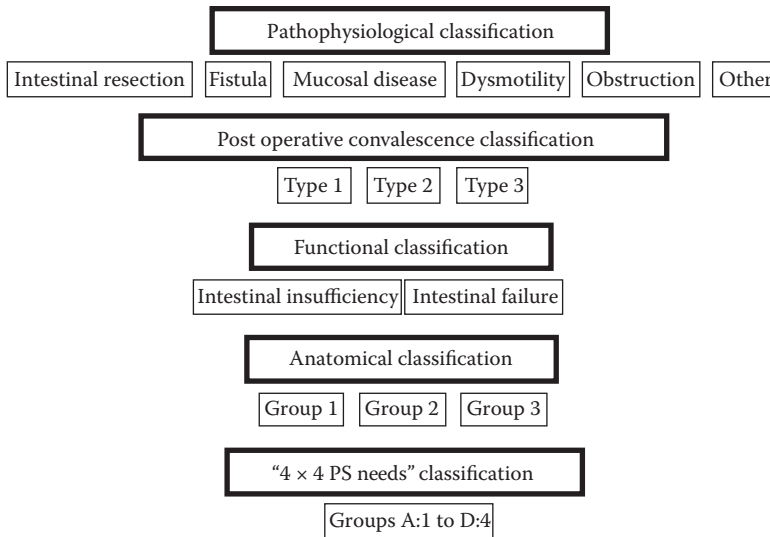 Pathophysiological classification
Intestinal resection Fistula Mucosal disease Dysmotility Obstruction Other
Post operative convalescence classification
Type 1 Type 2 Type 3
Functional classification
Intestinal insufficiency Intestinal failure
Anatomical classification
Group 1 Group 2 Group 3
“4 × 4 PS needs” classification
Groups A:1 to D:4